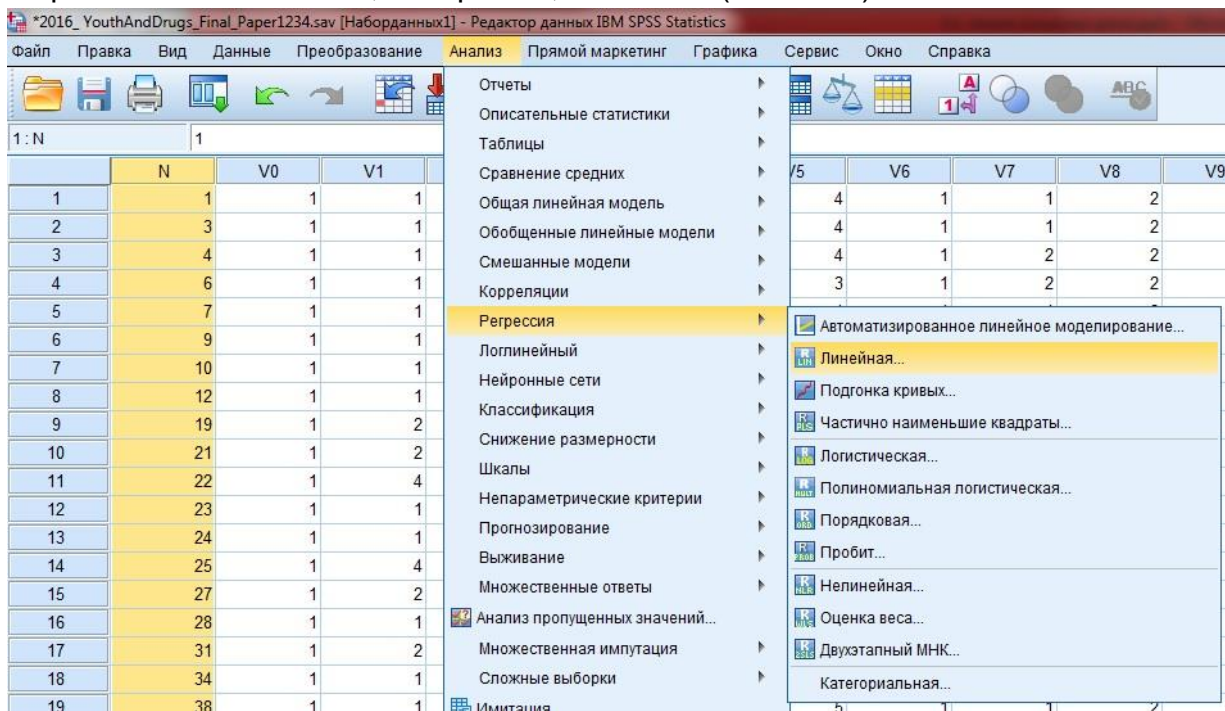 *2016_ YouthAndDrugs_Final_Paper1234.sav [Наборданных1] - Редактор данных IBM SPSS Statistics
Файл Правка Вид Данные Преобразование Анализ Прямой маркетинг Графика Сервис Окно Справка
1 : N 1
N V0 V1 V5 V6 V7 V8 V9
1 1 1 1 4 1 1 2
2 3 1 1 4 1 1 2
3 4 1 1 4 1 2 2
4 6 1 1 3 1 2 2
5 7 1 1
6 9 1 1
7 10 1 1
8 12 1 1
9 19 1 2
10 21 1 2
11 22 1 4
12 23 1 1
13 24 1 1
14 25 1 4
15 27 1 2
16 28 1 1
17 31 1 2
18 34 1 1
19 38 1 1 5 1 1 2
Отчеты
Описательные статистики
Таблицы
Сравнение средних
Общая линейная модель
Обобщенные линейные модели
Смешанные модели
Корреляции
Регрессия
Логлинейный
Нейронные сети
Классификация
Снижение размерности
Шкалы
Непараметрические критерии
Прогнозирование
Выживание
Множественные ответы
Анализ пропущенных значений...
Множественная импутация
Сложные выборки
Имитация
Автоматизированное линейное моделирование...
Линейная...
Подгонка кривых...
Частично наименьшие квадраты...
Логистическая...
Полиномиальная логистическая...
Порядковая...
Пробит...
Нелинейная...
Оценка веса...
Двухэтапный МНК...
Категориальная...